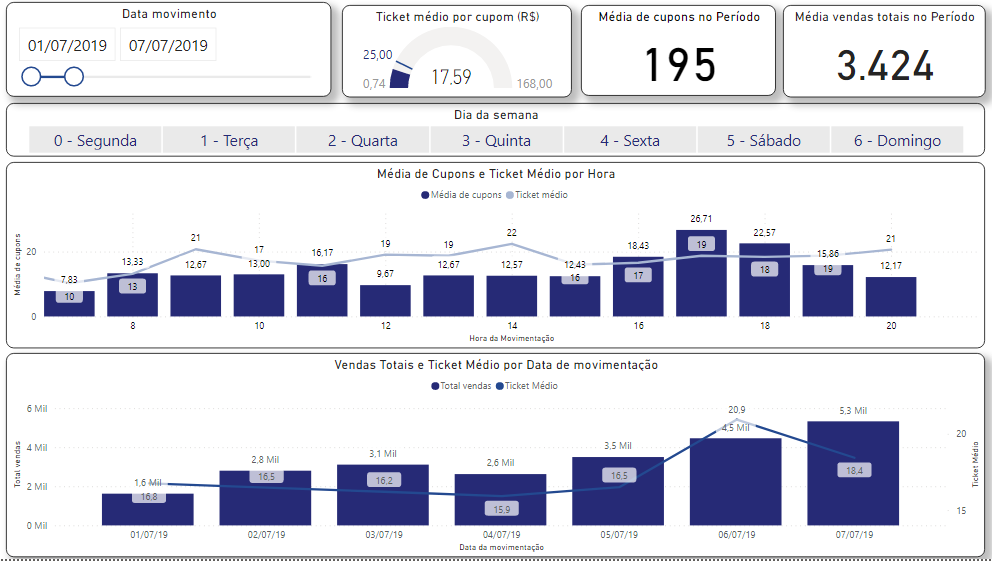 Data movimento
01/07/2019 07/07/2019
Ticket médio por cupom (R$)
25,00
0,74 17.59 168,00
Média de cupons no Período
195
Média vendas totais no Período
3.424
Dia da semana
0 - Segunda 1 - Terça 2 - Quarta 3 - Quinta 4 - Sexta 5 - Sábado 6 - Domingo
Média de Cupons e Ticket Médio por Hora
Média de cupons Ticket médio
Média de cupons
20
0
7,83 13,33 12,67 13,00 16,17 9,67 12,67 12,57 12,43 18,43 26,71 22,57 15,86 12,17
10 13 21 17 16 19 19 22 16 17 19 18 19 21
8 10 12 14 16 18 20
Hora da Movimentação
Vendas Totais e Ticket Médio por Data de movimentação
Total vendas Ticket Médio
Total vendas
6 Mil
4 Mil
2 Mil
0 Mil
1,6 Mil 2,8 Mil 3,1 Mil 2,6 Mil 3,5 Mil 4,5 Mil 5,3 Mil
16,8 16,5 16,2 15,9 16,5 20,9 18,4
20
15
Ticket Médio
01/07/19 02/07/19 03/07/19 04/07/19 05/07/19 06/07/19 07/07/19
Data da movimentação